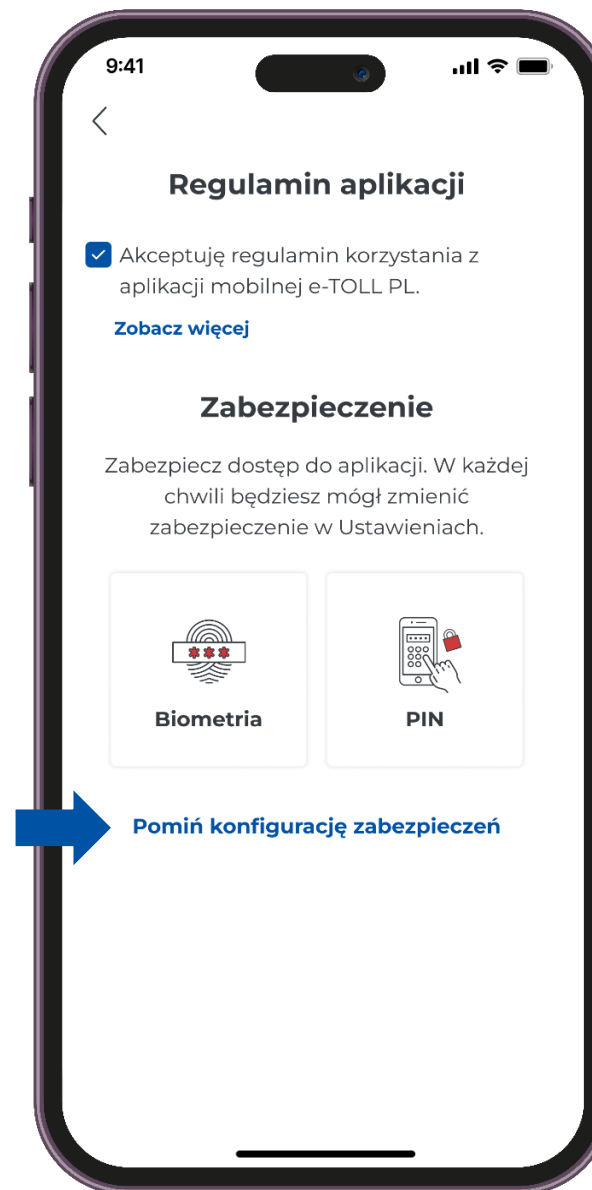 9:41
Regulamin aplikacji
Akceptuję regulamin korzystania z
aplikacji mobilnej e-TOLL PL.
Zobacz więcej
Zabezpieczenie
Zabezpiecz dostęp do aplikacji. W każdej
chwili będziesz mógł zmienić
zabezpieczenie w Ustawieniach.
Biometria
PIN
Pomiń konfigurację zabezpieczeń